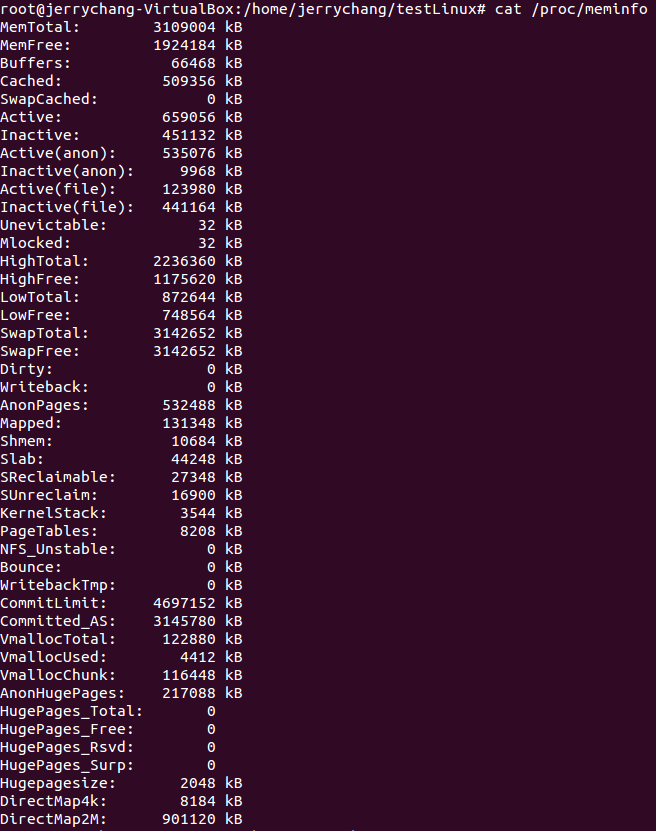 root@jerrychang-VirtualBox:/home/jerrychang/testLinux# cat /proc/meminfo
MemTotal:        3109004 kB
MemFree:         1924184 kB
Buffers:           66468 kB
Cached:           509356 kB
SwapCached:            0 kB
Active:           659056 kB
Inactive:         451132 kB
Active(anon):     535076 kB
Inactive(anon):     9968 kB
Active(file):     123980 kB
Inactive(file):   441164 kB
Unevictable:          32 kB
Mlocked:              32 kB
HighTotal:       2236360 kB
HighFree:        1175620 kB
LowTotal:         872644 kB
LowFree:          748564 kB
SwapTotal:       3142652 kB
SwapFree:        3142652 kB
Dirty:                 0 kB
Writeback:             0 kB
AnonPages:        532488 kB
Mapped:           131348 kB
Shmem:             10684 kB
Slab:              44248 kB
SReclaimable:      27348 kB
SUnreclaim:        16900 kB
KernelStack:        3544 kB
PageTables:         8208 kB
NFS_Unstable:          0 kB
Bounce:                0 kB
WritebackTmp:          0 kB
CommitLimit:     4697152 kB
Committed_AS:    3145780 kB
VmallocTotal:     122880 kB
VmallocUsed:        4412 kB
VmallocChunk:     116448 kB
AnonHugePages:    217088 kB
HugePages_Total:       0
HugePages_Free:        0
HugePages_Rsvd:        0
HugePages_Surp:        0
Hugepagesize:       2048 kB
DirectMap4k:        8184 kB
DirectMap2M:      901120 kB